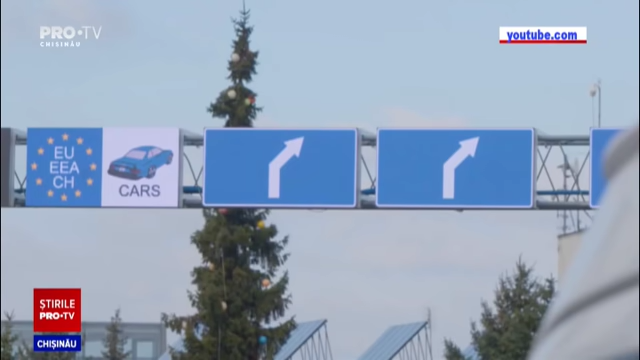 PRO•TV
CHIȘINĂU
youtube.com
EU
EEA
CH
CARS
ȘTIRILE
PRO•TV
CHIȘINĂU